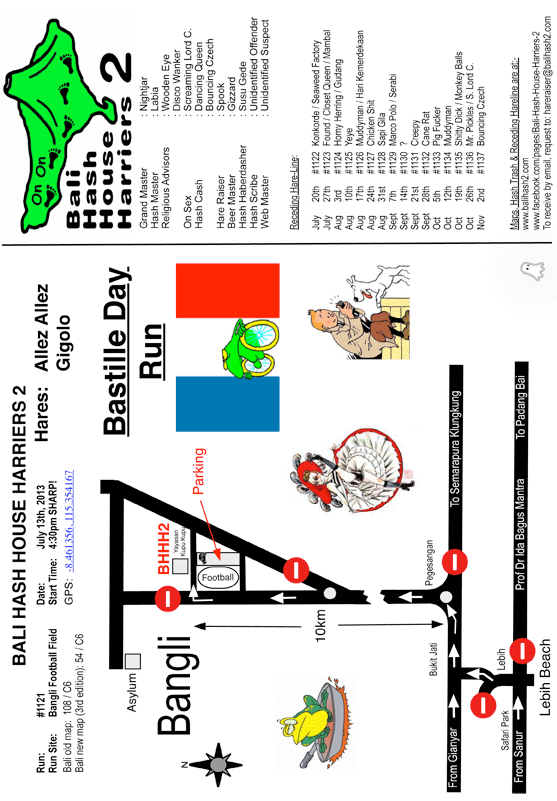 BALI HASH HOUSE HARRIERS 2
Run: #1121
Run Site: Bangli Football Field
Bali old map: 108 / C6
Bali new map (3rd edition): 54 / C6
Date: July 13th, 2013
Start Time: 4:30pm SHARP!
GPS: -8.461356, 115.354167
Hares: Allez Allez
Gigolo
Bastille Day
Run
Asylum
BHHH2
Yayasan
Kupu Kupu
Parking
Football
Bangli
N
10km
Pegesangan
Bukit Jati
From Gianyar
To Semarapura Klungkung
Safari Park
Lebih
From Sanur
Prof Dr Ida Bagus Mantra
To Padang Bai
Lebih Beach
On On
Bali
Hash
House
Harriers 2
Grand Master : Nightjar
Hash Master : Labia
Religious Advisors : Wooden Eye
Disco Wanker
On Sex : Screaming Lord C.
Hash Cash : Dancing Queen
Bouncing Czech
Hare Raiser : Spook
Beer Master : Gizzard
Hash Haberdasher : Susu Gede
Hash Scribe : Unidentified Offender
Web Master : Unidentified Suspect
Receding Hare-Line:
July 20th #1122 Konkorde / Seaweed Factory
July 27th #1123 Found / Closet Queen / Mambal
Aug 3rd #1124 Horny Herring / Gudang
Aug 10th #1125 Yeye
Aug 17th #1126 Muddyman / Hari Kemerdekaan
Aug 24th #1127 Chicken Shit
Aug 31st #1128 Sapi Gila
Sept 7th #1129 Marco Polo / Serabi
Sept 14th #1130 ?
Sept 21st #1131 Creepy
Sept 28th #1132 Cane Rat
Oct 5th #1133 Pig Fucker
Oct 12th #1134 Muddyman
Oct 19th #1135 Shitty Dick / Monkey Balls
Oct 26th #1136 Mr. Pickles / S. Lord C.
Nov 2nd #1137 Bouncing Czech
Maps, Hash Trash, & Receding Hareline are at:-
www.balihash2.com
www.facebook.com/pages/Bali-Hash-House-Harriers-2
To receive by email, request to: hareraiser@balihash2.com